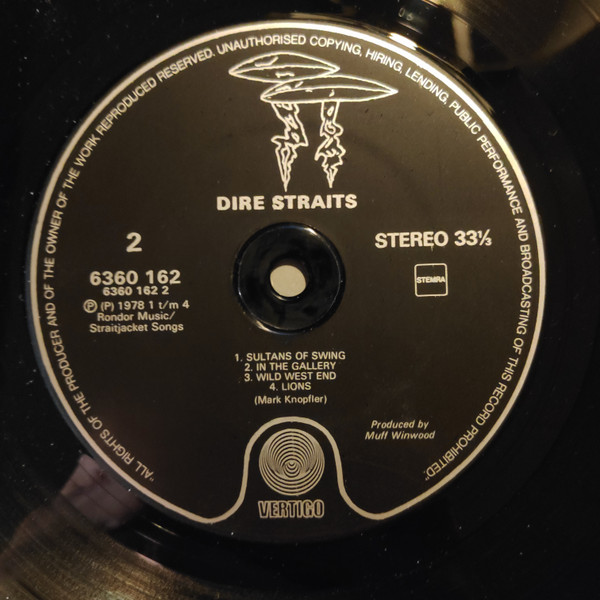 "ALL RIGHTS OF THE PRODUCER AND OF THE OWNER OF THE WORK REPRODUCED RESERVED. UNAUTHORISED COPYING, HIRING, LENDING, PUBLIC PERFORMANCE AND BROADCASTING OF THIS RECORD PROHIBITED."
DIRE STRAITS
2
STEREO 33⅓
6360 162
6360 162 2
STEMRA
Ⓟ (P) 1978 1 t/m 4
Rondor Music/
Straitjacket Songs
1. SULTANS OF SWING
2. IN THE GALLERY
3. WILD WEST END
4. LIONS
(Mark Knopfler)
Produced by
Muff Winwood
VERTIGO